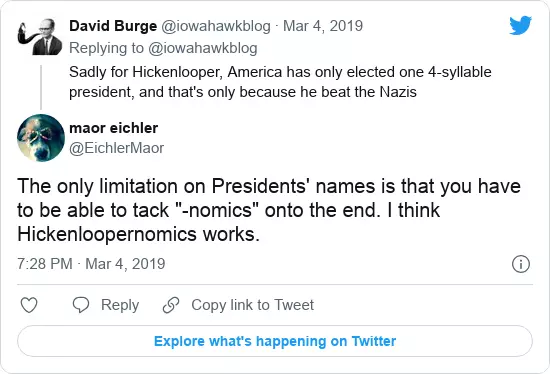 David Burge @iowahawkblog · Mar 4, 2019
Replying to @iowahawkblog
Sadly for Hickenlooper, America has only elected one 4-syllable
president, and that's only because he beat the Nazis
maor eichler
@EichlerMaor
The only limitation on Presidents' names is that you have
to be able to tack "-nomics" onto the end. I think
Hickenloopernomics works.
7:28 PM · Mar 4, 2019
Reply
Copy link to Tweet
Explore what's happening on Twitter